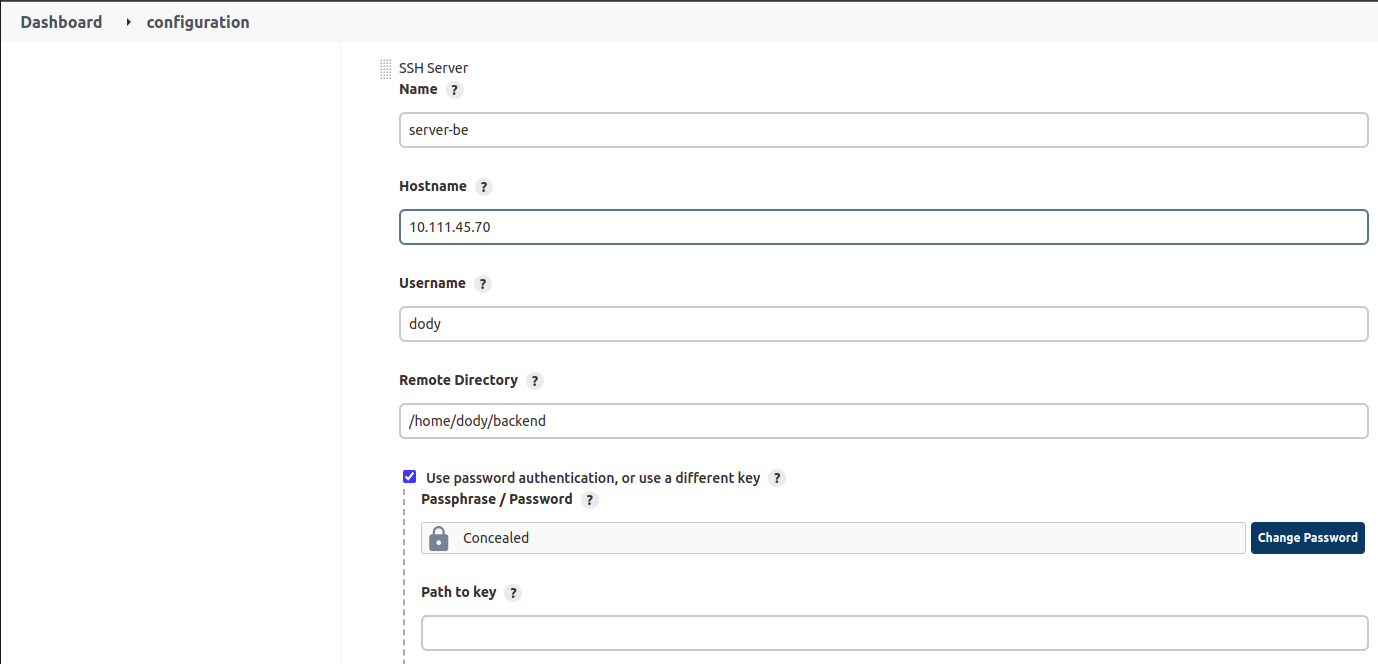 Dashboard configuration
SSH Server
Name ?
server-be
Hostname ?
10.111.45.70
Username ?
dody
Remote Directory ?
/home/dody/backend
Use password authentication, or use a different key ?
Passphrase / Password ?
Concealed Change Password
Path to key ?